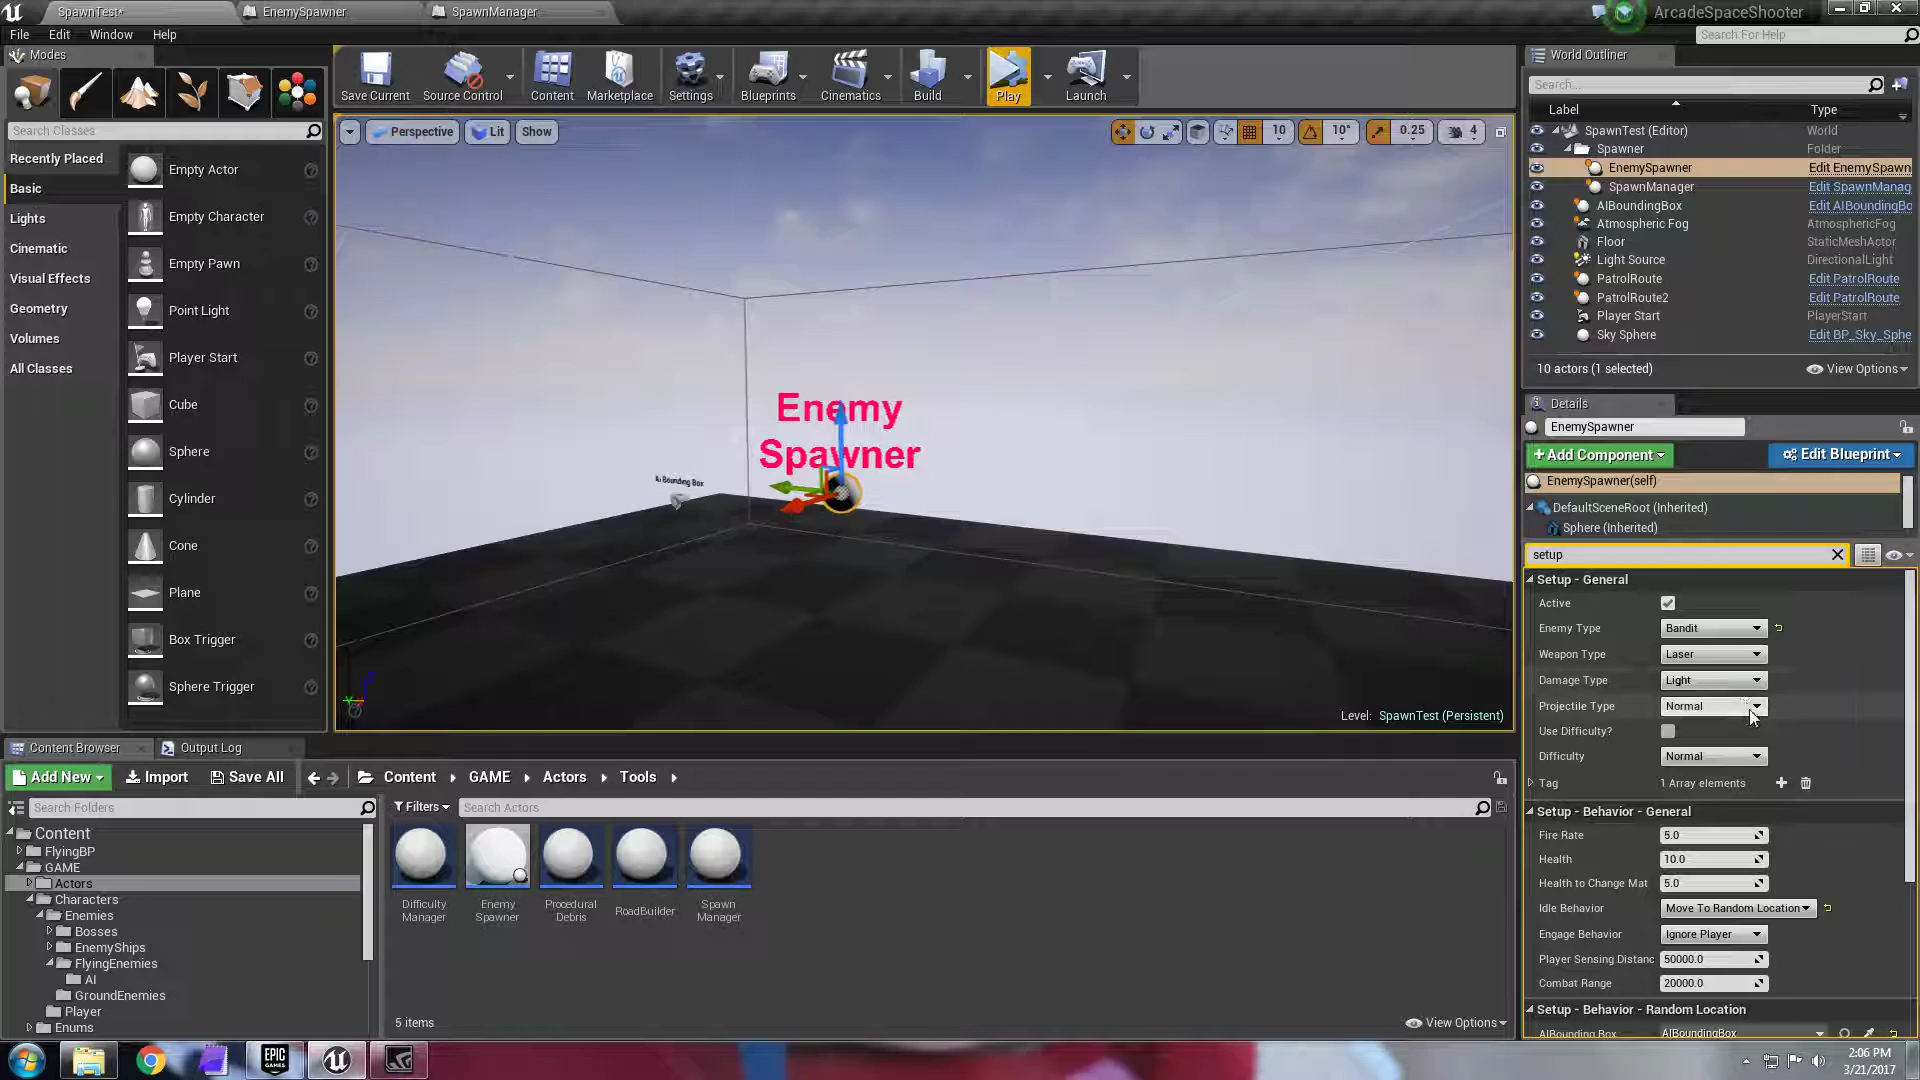 SpawnTest*
EnemySpawner
SpawnManager
ArcadeSpaceShooter
File Edit Window Help
Search For Help
Modes
Save Current
Source Control
Content
Marketplace
Settings
Blueprints
Cinematics
Build
Play
Launch
World Outliner
Search...
Label Type
Search Classes
Recently Placed
Basic
Lights
Cinematic
Visual Effects
Geometry
Volumes
All Classes
Empty Actor
Empty Character
Empty Pawn
Point Light
Player Start
Cube
Sphere
Cylinder
Cone
Plane
Box Trigger
Sphere Trigger
Perspective
Lit
Show
10
10°
0.25
4
Enemy
Spawner
Ai Bounding Box
Level: SpawnTest (Persistent)
SpawnTest (Editor) World
Spawner Folder
EnemySpawner Edit EnemySpawn
SpawnManager Edit SpawnManag
AIBoundingBox Edit AIBoundingBo
Atmospheric Fog AtmosphericFog
Floor StaticMeshActor
Light Source DirectionalLight
PatrolRoute Edit PatrolRoute
PatrolRoute2 Edit PatrolRoute
Player Start PlayerStart
Sky Sphere Edit BP_Sky_Sphe
10 actors (1 selected)
View Options
Details
EnemySpawner
+Add Component
Edit Blueprint
EnemySpawner(self)
DefaultSceneRoot (Inherited)
Sphere (Inherited)
setup
Setup - General
Active
Enemy Type Bandit
Weapon Type Laser
Damage Type Light
Projectile Type Normal
Use Difficulty?
Difficulty Normal
Tag 1 Array elements
Setup - Behavior - General
Fire Rate 5.0
Health 10.0
Health to Change Mat 5.0
Idle Behavior Move To Random Location
Engage Behavior Ignore Player
Player Sensing Distanc 50000.0
Combat Range 20000.0
Setup - Behavior - Random Location
AIBounding Box AIBoundingBox
Content Browser
Output Log
Add New
Import
Save All
Content
GAME
Actors
Tools
Search Folders
Filters
Search Actors
Content
FlyingBP
GAME
Actors
Characters
Enemies
Bosses
EnemyShips
FlyingEnemies
AI
GroundEnemies
Player
Enums
Difficulty
Manager
Enemy
Spawner
Procedural
Debris
RoadBuilder
Spawn
Manager
5 items
View Options
EPIC
GAMES
2:06 PM
3/21/2017